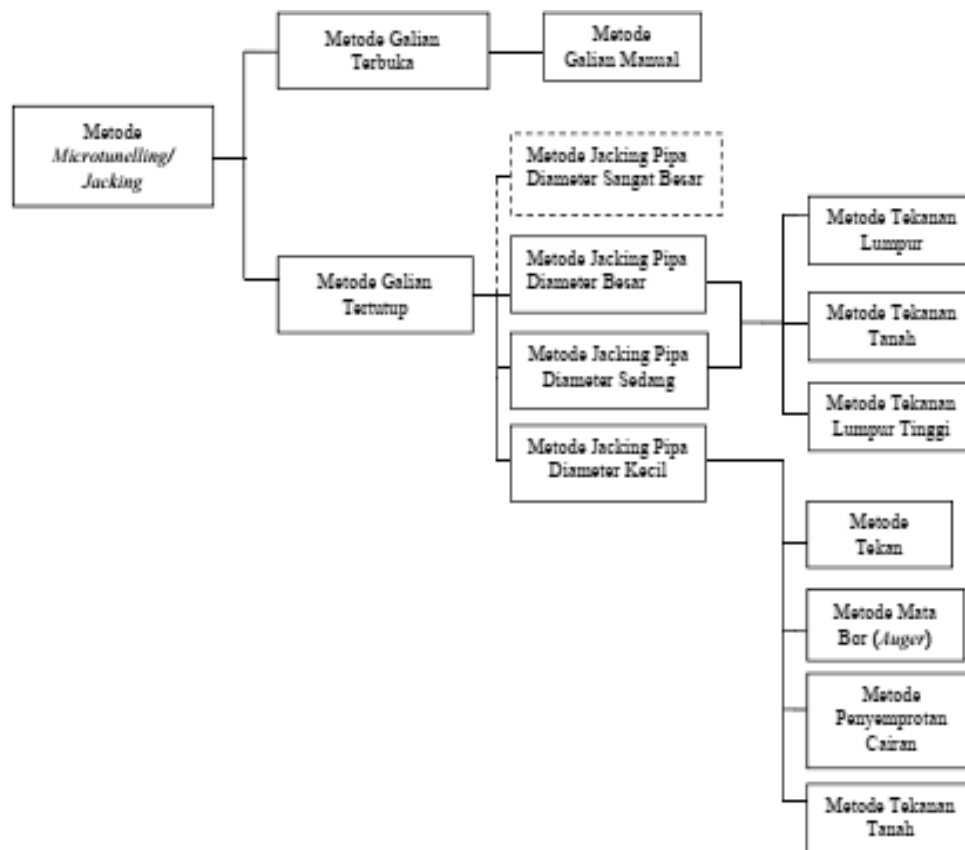 Metode
Microtunelling/
Jacking
Metode Galian
Terbuka
Metode
Galian Manual
Metode Galian
Tertutup
Metode Jacking Pipa
Diameter Sangat Besar
Metode Jacking Pipa
Diameter Besar
Metode Jacking Pipa
Diameter Sedang
Metode Jacking Pipa
Diameter Kecil
Metode Tekanan
Lumpur
Metode Tekanan
Tanah
Metode Tekanan
Lumpur Tinggi
Metode
Tekan
Metode Mata
Bor (Auger)
Metode
Penyemprotan
Cairan
Metode Tekanan
Tanah